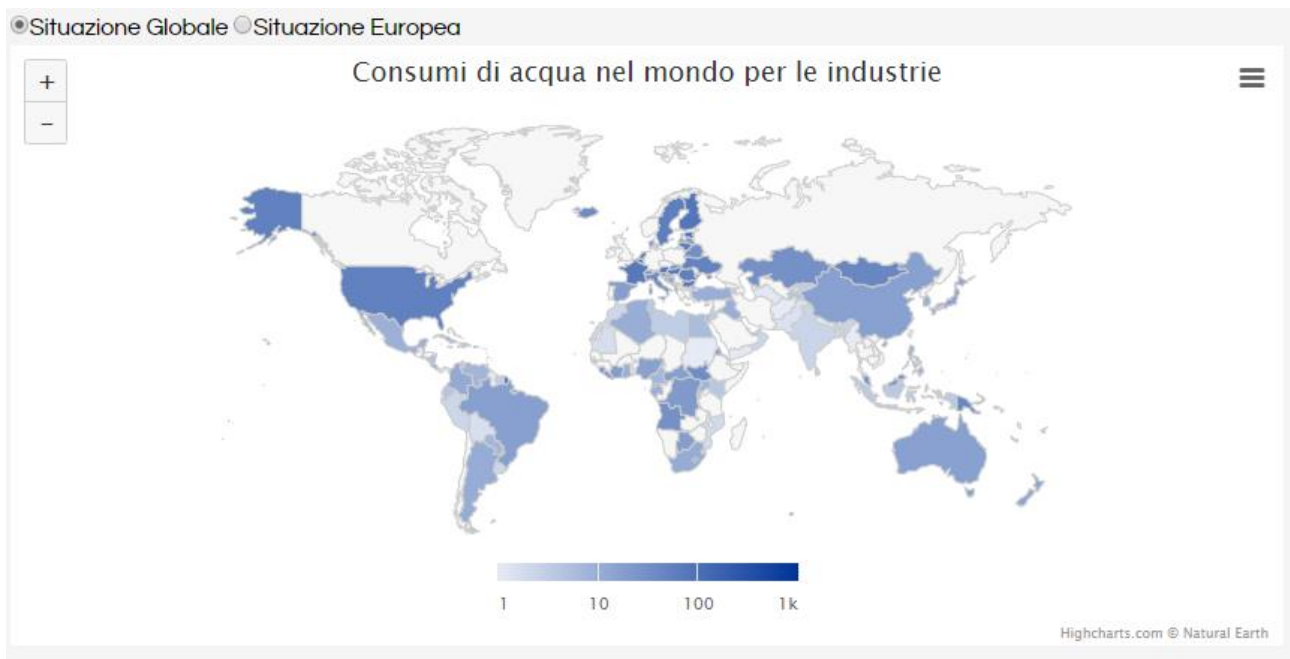 Situazione Globale Situazione Europea
Consumi di acqua nel mondo per le industrie
+
−
1 10 100 1k
Highcharts.com © Natural Earth